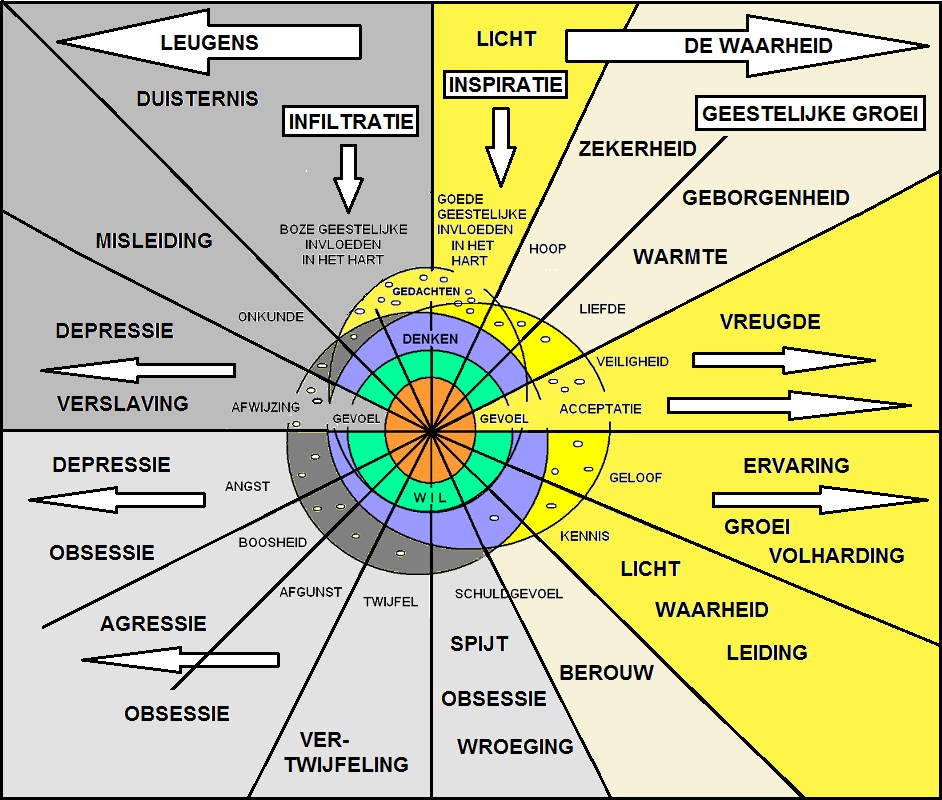 LEUGENS
LICHT
DE WAARHEID
DUISTERNIS
INSPIRATIE
INFILTRATIE
GEESTELIJKE GROEI
ZEKERHEID
GEBORGENHEID
GOEDE
GEESTELIJKE
INVLOEDEN
IN HET
HART
BOZE GEESTELIJKE
INVLOEDEN
IN HET HART
MISLEIDING
HOOP
WARMTE
GEDACHTEN
ONKUNDE
LIEFDE
DEPRESSIE
VREUGDE
DENKEN
VEILIGHEID
VERSLAVING
AFWIJZING
GEVOEL
GEVOEL
ACCEPTATIE
DEPRESSIE
ERVARING
ANGST
GELOOF
WIL
GROEI
OBSESSIE
BOOSHEID
KENNIS
VOLHARDING
LICHT
AFGUNST
TWIJFEL
SCHULDGEVOEL
AGRESSIE
WAARHEID
SPIJT
LEIDING
BEROUW
OBSESSIE
OBSESSIE
VER-
TWIJFELING
WROEGING